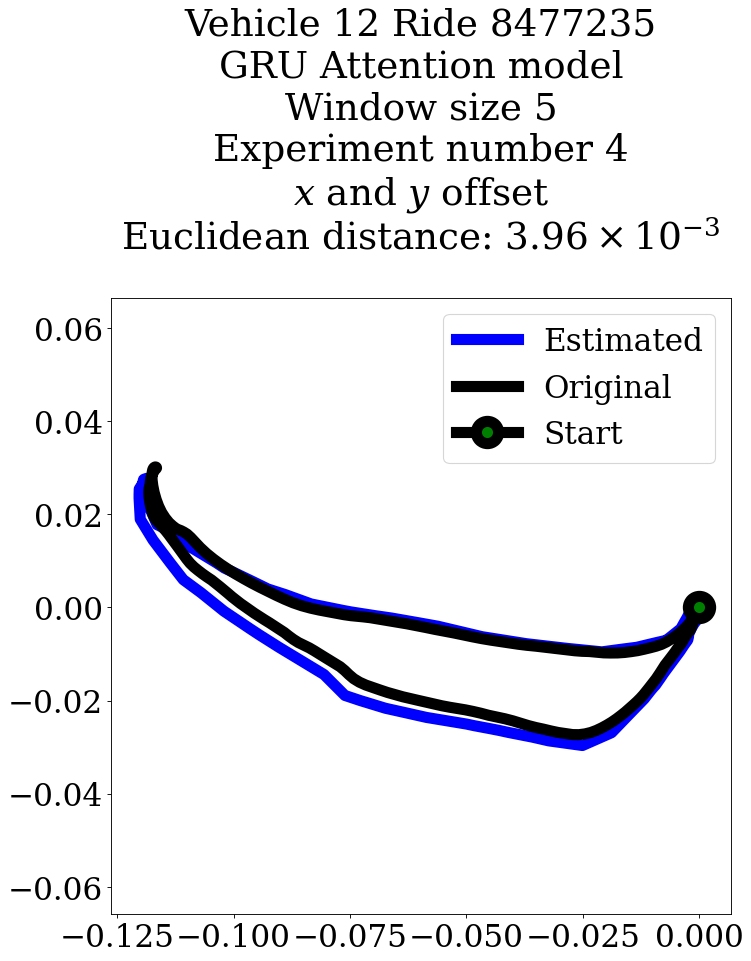 Vehicle 12 Ride 8477235
GRU Attention model
Window size 5
Experiment number 4
x and y offset
Euclidean distance: 3.96 × 10⁻³
Estimated
Original
Start
0.06
0.04
0.02
0.00
−0.02
−0.04
−0.06
−0.125 −0.100 −0.075 −0.050 −0.025 0.000